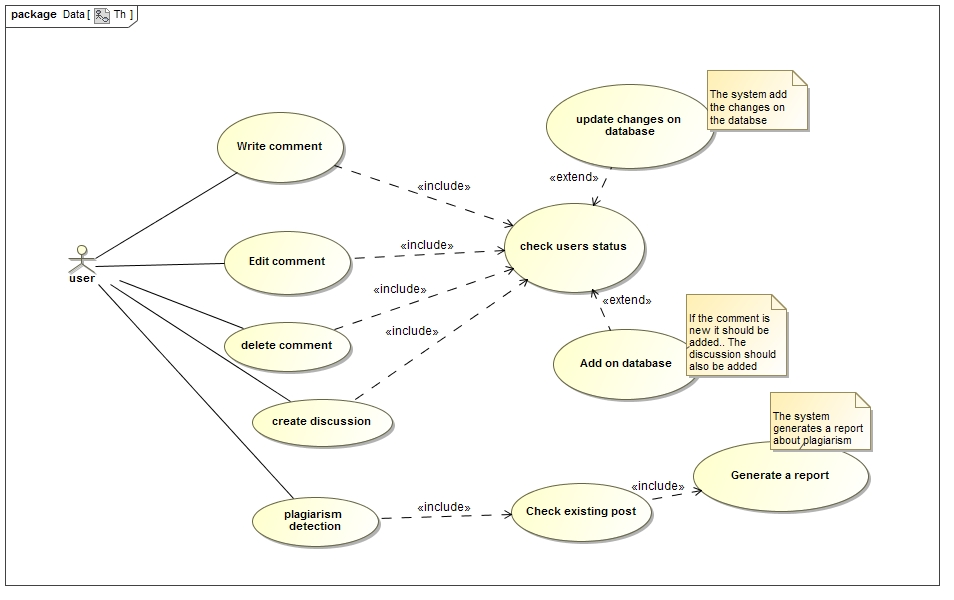 package Data [ Th ]
The system add
the changes on
the databse
update changes on
database
Write comment
«extend»
«include»
check users status
«include»
Edit comment
user
«include»
«extend»
If the comment is
new it should be
added.. The
discussion should
also be added
«include»
delete comment
Add on database
create discussion
The system
generates a report
about plagiarism
Generate a report
«include»
plagiarism
detection
«include»
Check existing post